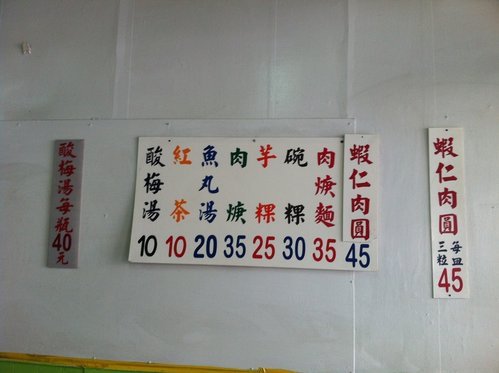 蝦仁肉圓
每皿三粒
45
蝦仁肉圓
45
肉焿麵
35
碗粿
30
芋粿
25
肉焿
35
魚丸湯
20
紅茶
10
酸梅湯
10
酸梅湯每瓶40元